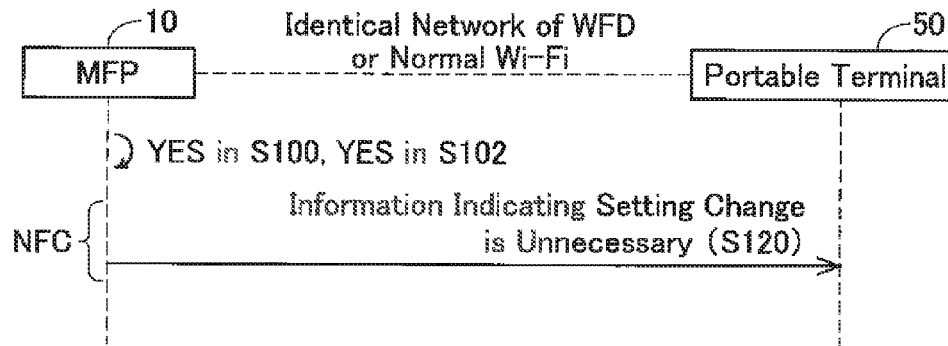 10
Identical Network of WFD
or Normal Wi-Fi
50
MFP
Portable Terminal
YES in S100, YES in S102
Information Indicating Setting Change
is Unnecessary (S120)
NFC